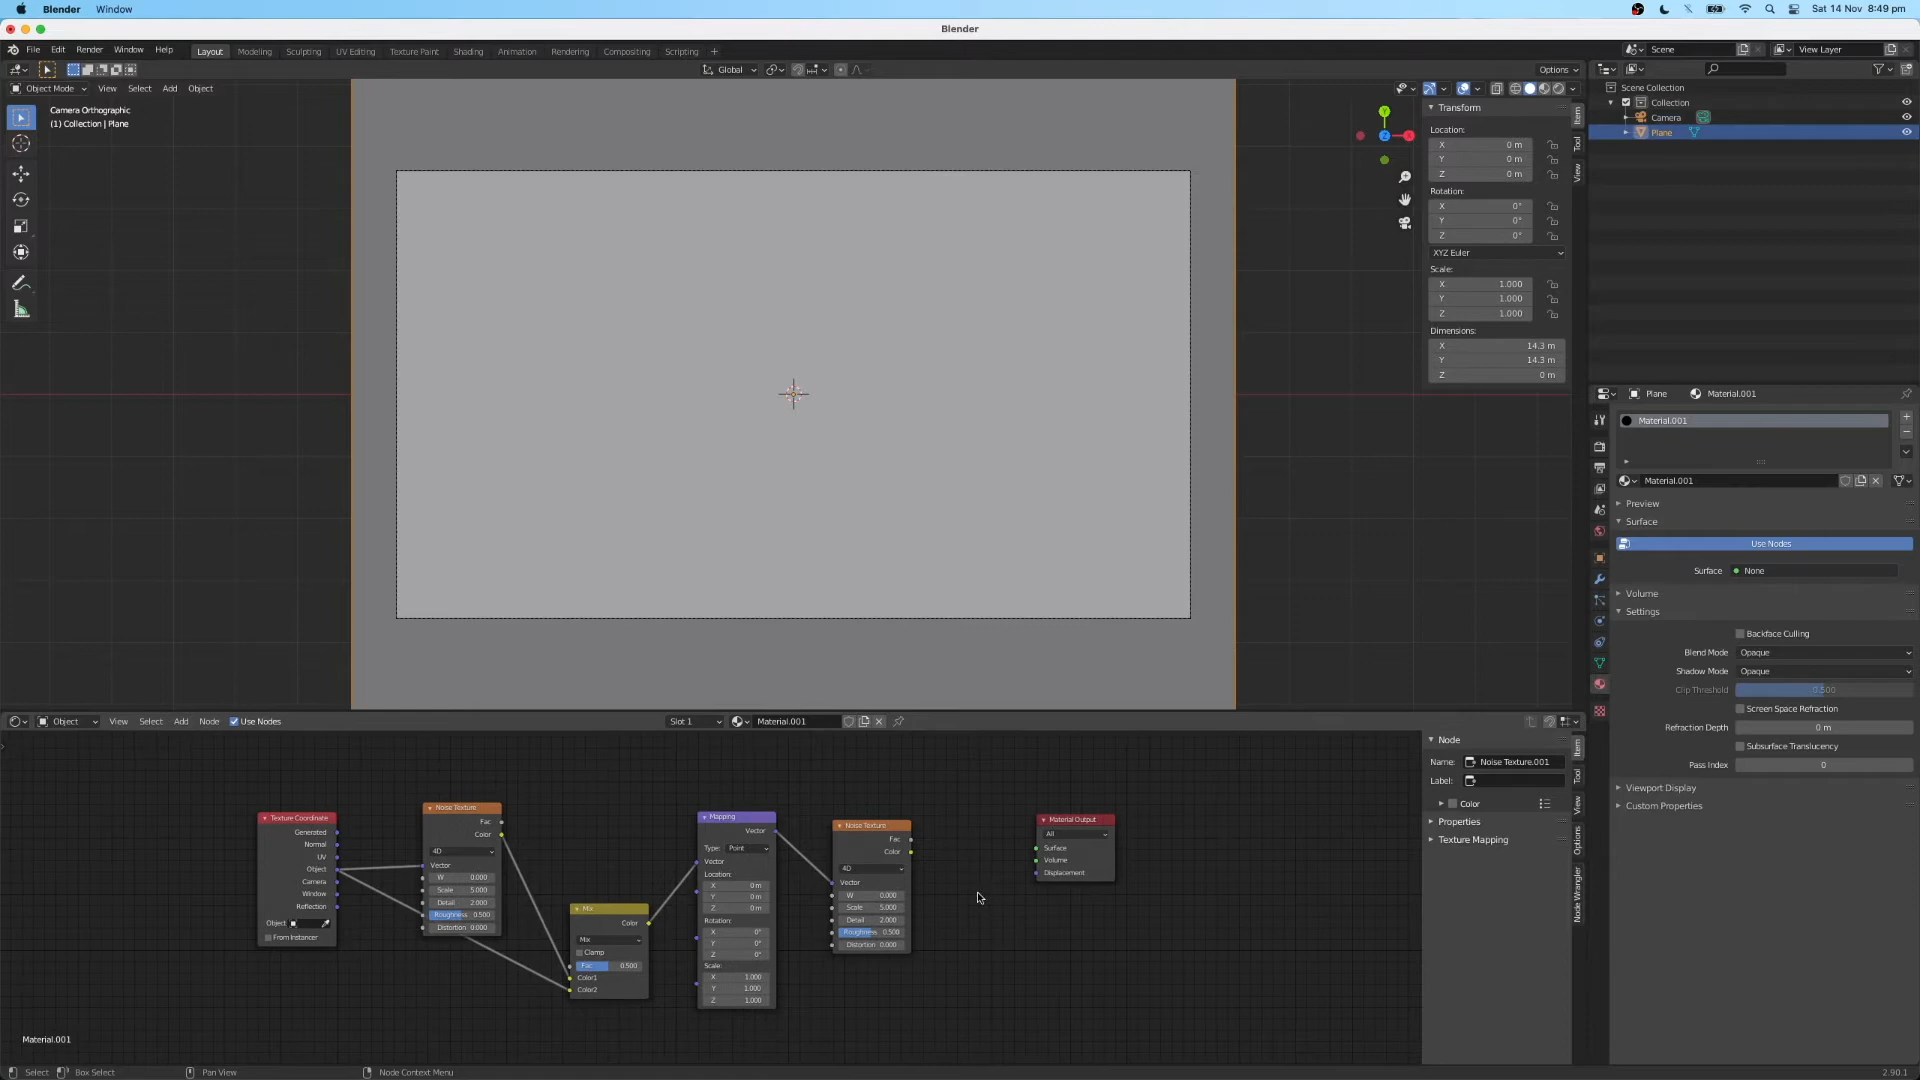 Blender Window
Sat 14 Nov 8:49 pm
Blender
File Edit Render Window Help
Layout Modeling Sculpting UV Editing Texture Paint Shading Animation Rendering Compositing Scripting +
Scene
View Layer
Global
Options
Object Mode View Select Add Object
Camera Orthographic
(1) Collection | Plane
Y
Z
X
Transform
Location:
X 0 m
Y 0 m
Z 0 m
Rotation:
X 0°
Y 0°
Z 0°
XYZ Euler
Scale:
X 1.000
Y 1.000
Z 1.000
Dimensions:
X 14.3 m
Y 14.3 m
Z 0 m
Item
Tool
View
Scene Collection
Collection
Camera
Plane
Plane Material.001
Material.001
Material.001
Preview
Surface
Use Nodes
Surface None
Volume
Settings
Backface Culling
Blend Mode Opaque
Shadow Mode Opaque
Clip Threshold 0.500
Screen Space Refraction
Refraction Depth 0 m
Subsurface Translucency
Pass Index 0
Viewport Display
Custom Properties
Object View Select Add Node Use Nodes
Slot 1
Material.001
Texture Coordinate
Generated
Normal
UV
Object
Camera
Window
Reflection
Object:
From Instancer
Noise Texture
Fac
Color
4D
Vector
W 0.000
Scale 5.000
Detail 2.000
Roughness 0.500
Distortion 0.000
Mix
Color
Mix
Clamp
Fac 0.500
Color1
Color2
Mapping
Vector
Type: Point
Vector
Location:
X 0 m
Y 0 m
Z 0 m
Rotation:
X 0°
Y 0°
Z 0°
Scale:
X 1.000
Y 1.000
Z 1.000
Noise Texture
Fac
Color
4D
Vector
W 0.000
Scale 5.000
Detail 2.000
Roughness 0.500
Distortion 0.000
Material Output
All
Surface
Volume
Displacement
Node
Name: Noise Texture.001
Label:
Color
Properties
Texture Mapping
Item
Tool
View
Options
Node Wrangler
Material.001
Select Box Select Pan View Node Context Menu
2.90.1